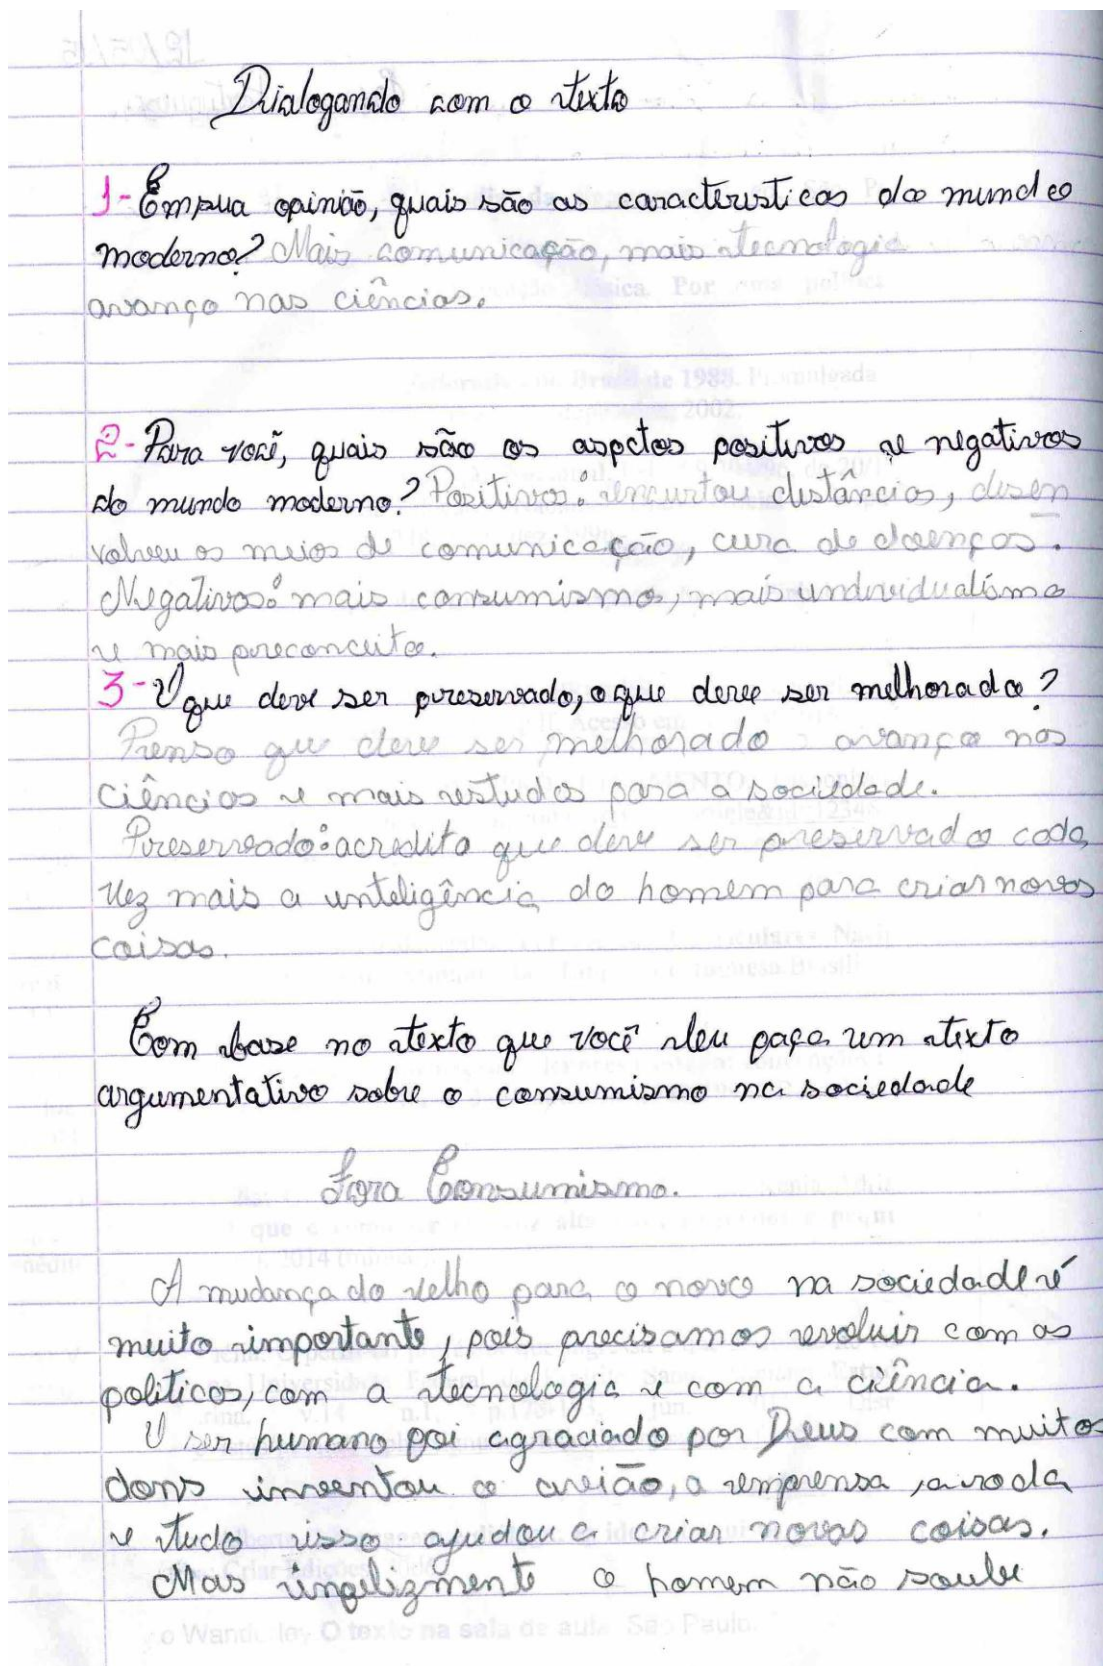 Dialogando com o texto
1- Em sua opinião, quais são as características do mundo
moderno? Mais comunicação, mais tecnologia
avanço nas ciências.
2- Para você, quais são os aspctos positivos e negativos
do mundo moderno? Positivos: encurtou distâncias, desen
volveu os meios de comunicação, cura de doenças.
Negativos: mais consumismo, mais individualismo
e mais preconceito.
3- O que deve ser preservado, o que deve ser melhorado?
Penso que deve ser melhorado: avanço nas
ciências e mais estudos para a sociedade.
Preservado: acredito que deve ser preservado cada
vez mais a inteligência do homem para criar novas
coisas.
Com base no texto que você leu faça um texto
argumentativo sobre o consumismo na sociedade
Fora Consumismo.
A mudança do velho para o novo na sociedade é
muito importante, pois precisamos evoluir com as
políticas, com a tecnologia e com a ciência.
O ser humano foi agraciado por Deus com muitos
dons inventou o avião, a emprensa, a roda
e tudo isso ajudou a criar novas coisas.
Mas infelizmente o homem não soube